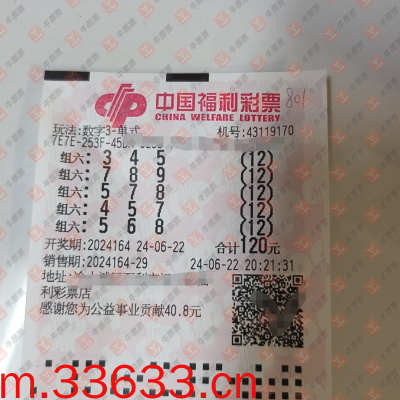 中国福利彩票
CHINA WELFARE LOTTERY
80
玩法:数字3-单式 机号:43119170
7E7E-253F-45
组六: 3 4 5 (12)
组六: 7 8 9 (12)
组六: 5 7 8 (12)
组六: 4 5 7 (12)
组六: 5 6 8 (12)
开奖期:2024164 24-06-22 合计120元
销售期:2024164-29 24-06-22 20:21:31
地址:
利彩票店
感谢您为公益事业贡献40.8元
m.33633.cn